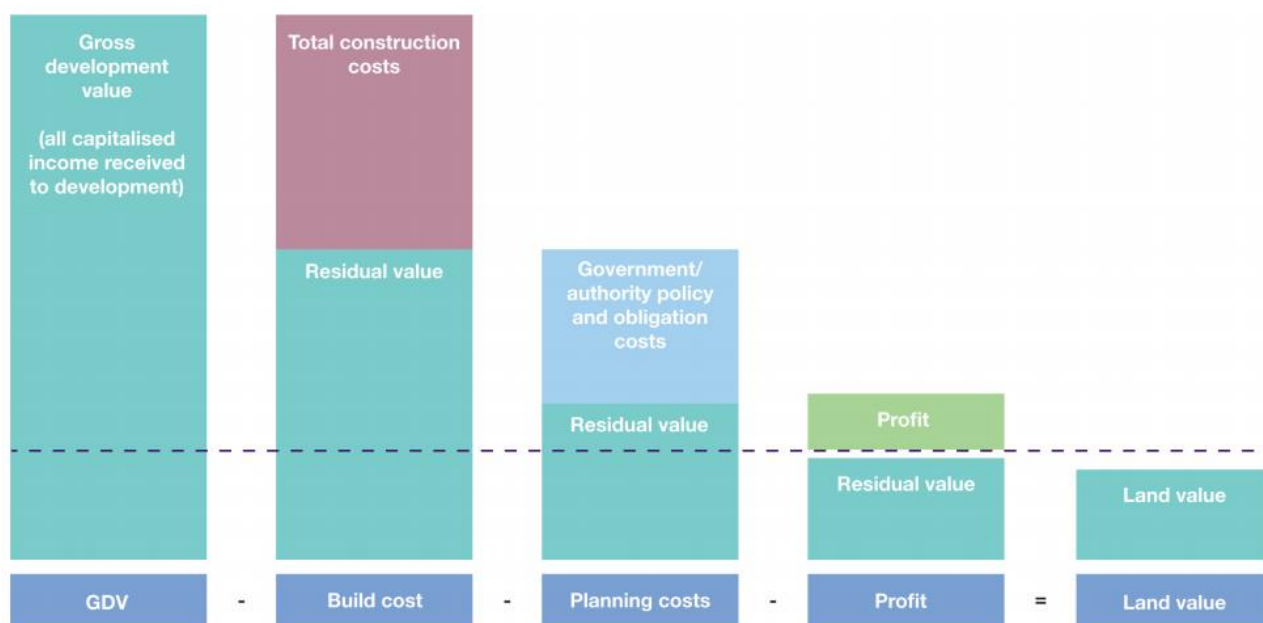 Gross
development
value
(all capitalised
income received
to development)
Total construction
costs
Residual value
Government/
authority policy
and obligation
costs
Residual value
Profit
Residual value
Land value
GDV - Build cost - Planning costs - Profit = Land value